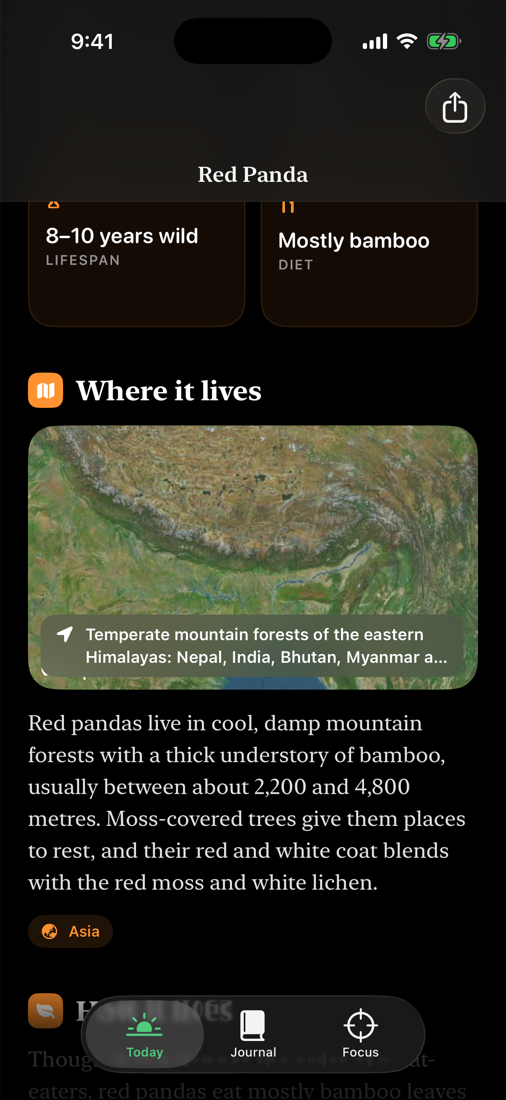 9:41
Red Panda
8–10 years wild
LIFESPAN
Mostly bamboo
DIET
Where it lives
Temperate mountain forests of the eastern
Himalayas: Nepal, India, Bhutan, Myanmar a...
Red pandas live in cool, damp mountain
forests with a thick understory of bamboo,
usually between about 2,200 and 4,800
metres. Moss-covered trees give them places
to rest, and their red and white coat blends
with the red moss and white lichen.
Asia
Today
Journal
Focus
eaters, red pandas eat mostly bamboo leaves